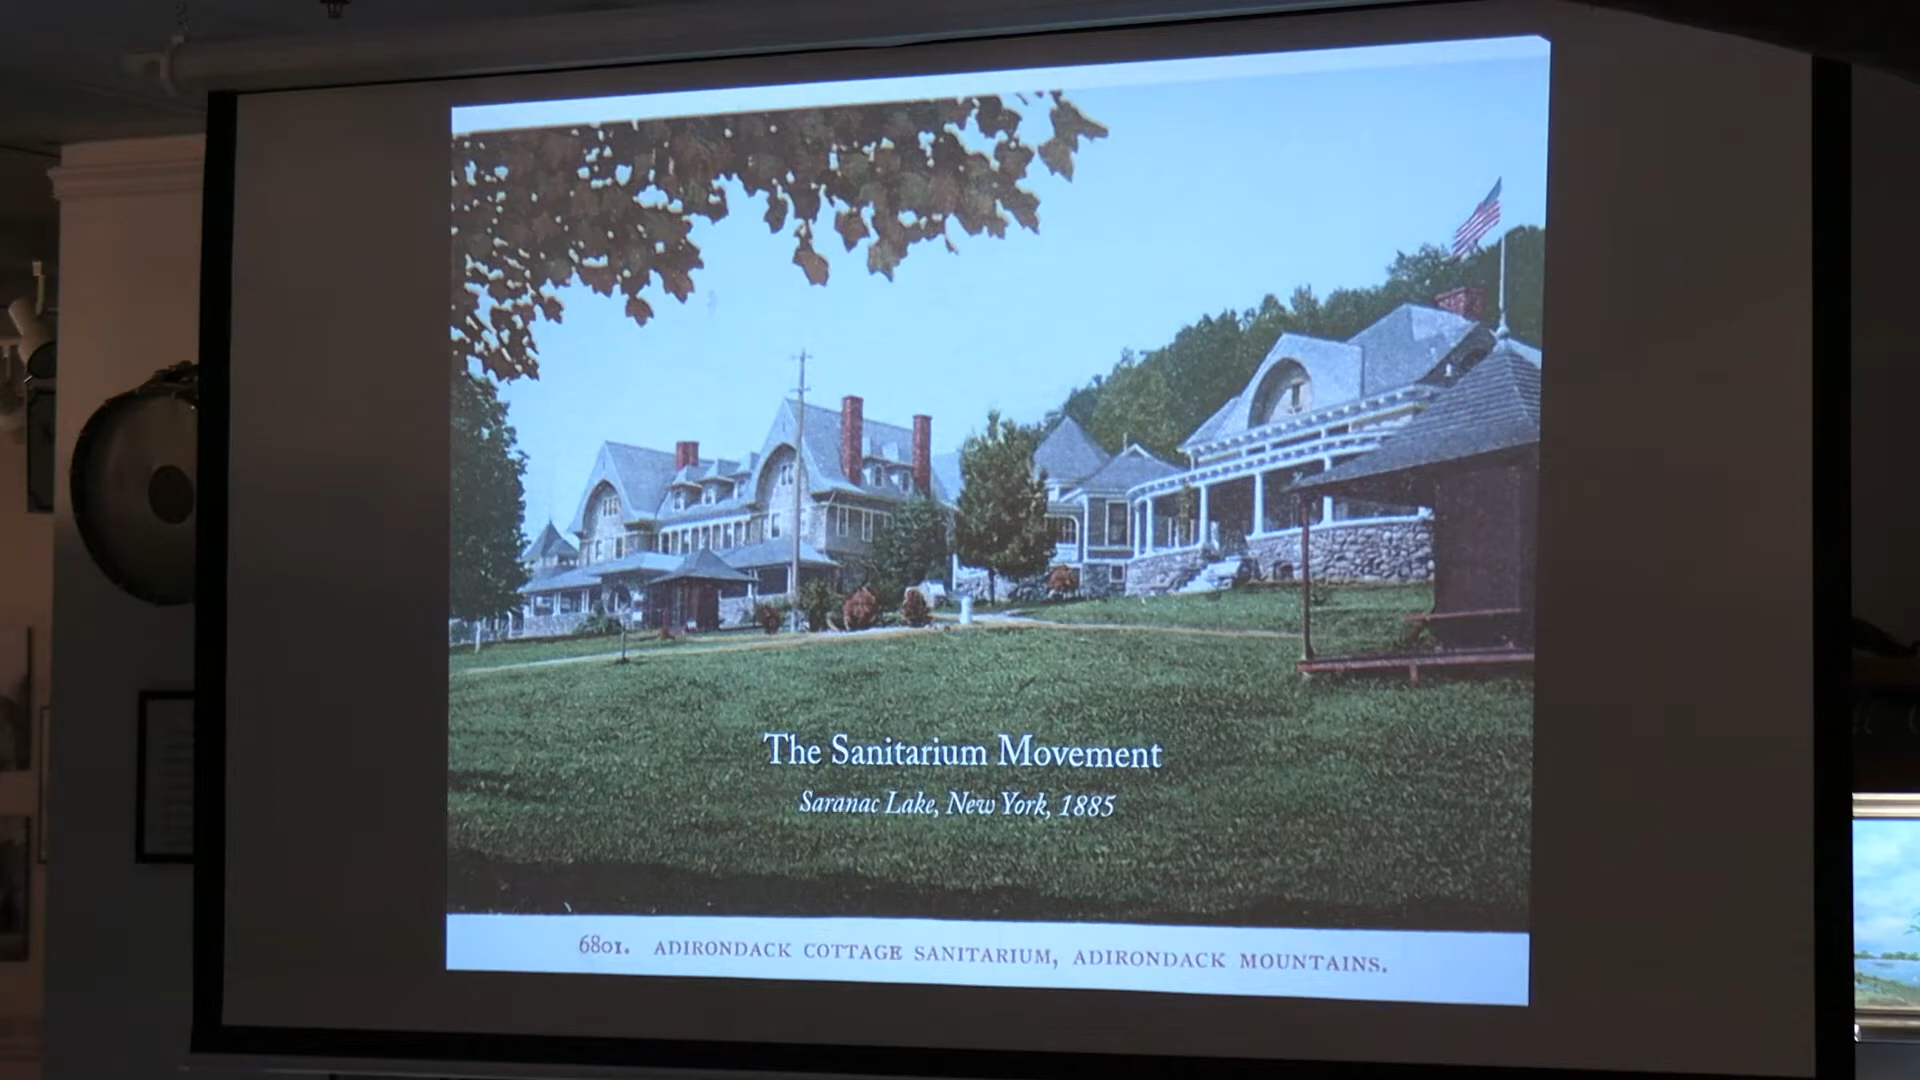 The Sanitarium Movement
Saranac Lake, New York, 1885
6801. ADIRONDACK COTTAGE SANITARIUM, ADIRONDACK MOUNTAINS.